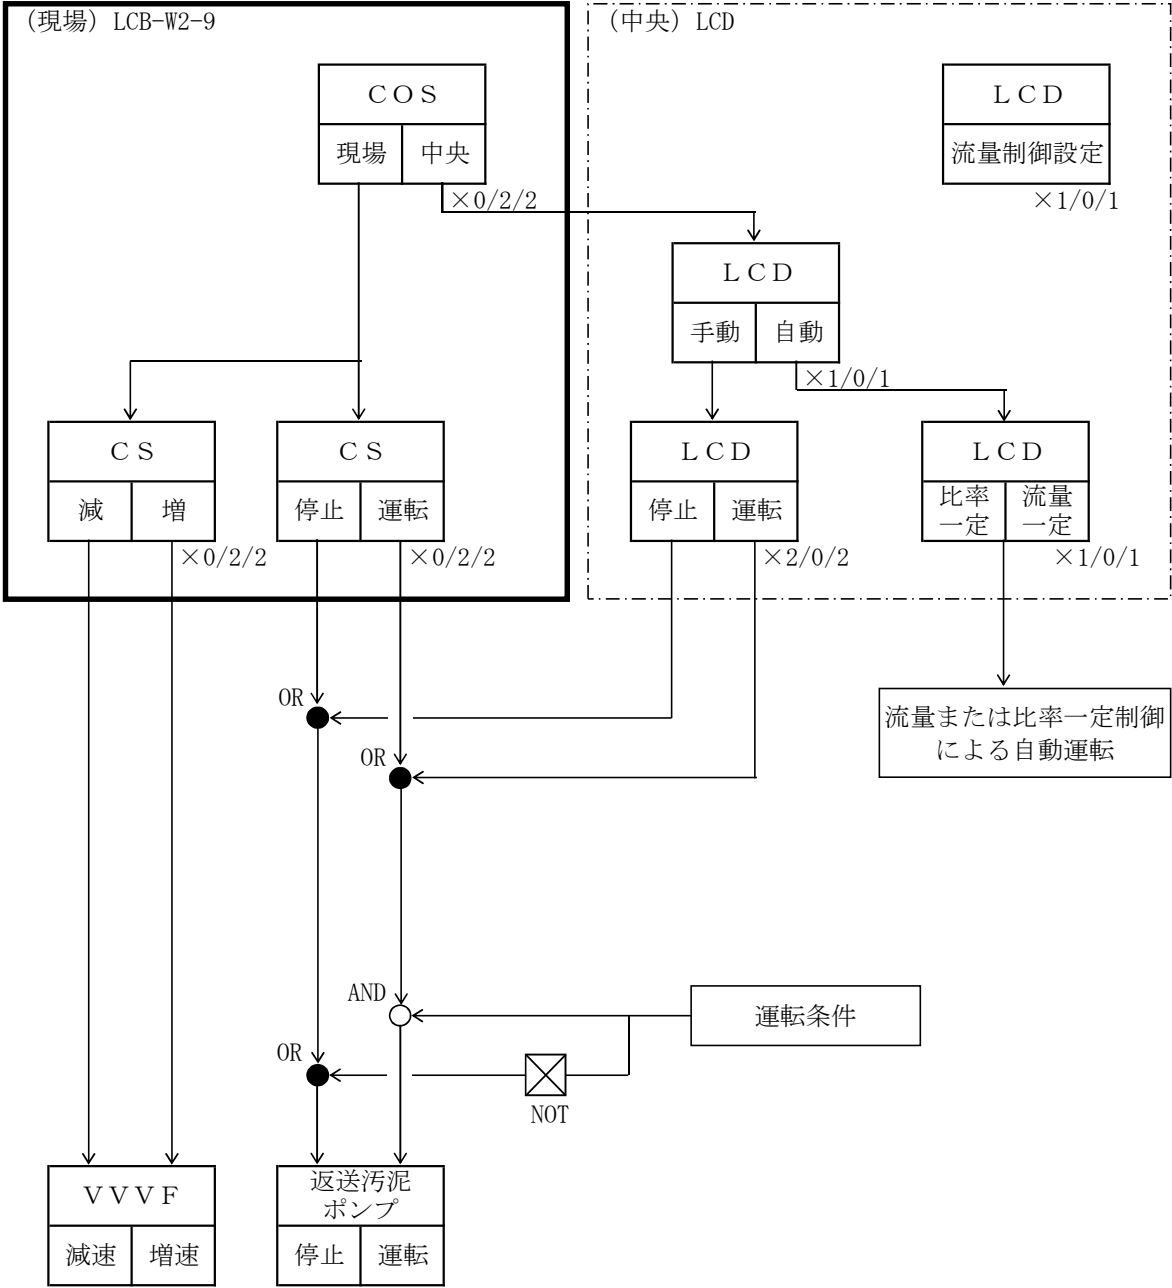 (現場) LCB-W2-9
(中央) LCD
ＣＯＳ
現場 中央
×0/2/2
ＬＣＤ
流量制御設定
×1/0/1
ＬＣＤ
手動 自動
×1/0/1
ＣＳ
減 増
×0/2/2
ＣＳ
停止 運転
×0/2/2
ＬＣＤ
停止 運転
×2/0/2
ＬＣＤ
比率 流量
一定 一定
×1/0/1
OR
OR
流量または比率一定制御
による自動運転
AND
運転条件
OR
NOT
ＶＶＶＦ
減速 増速
返送汚泥
ポンプ
停止 運転